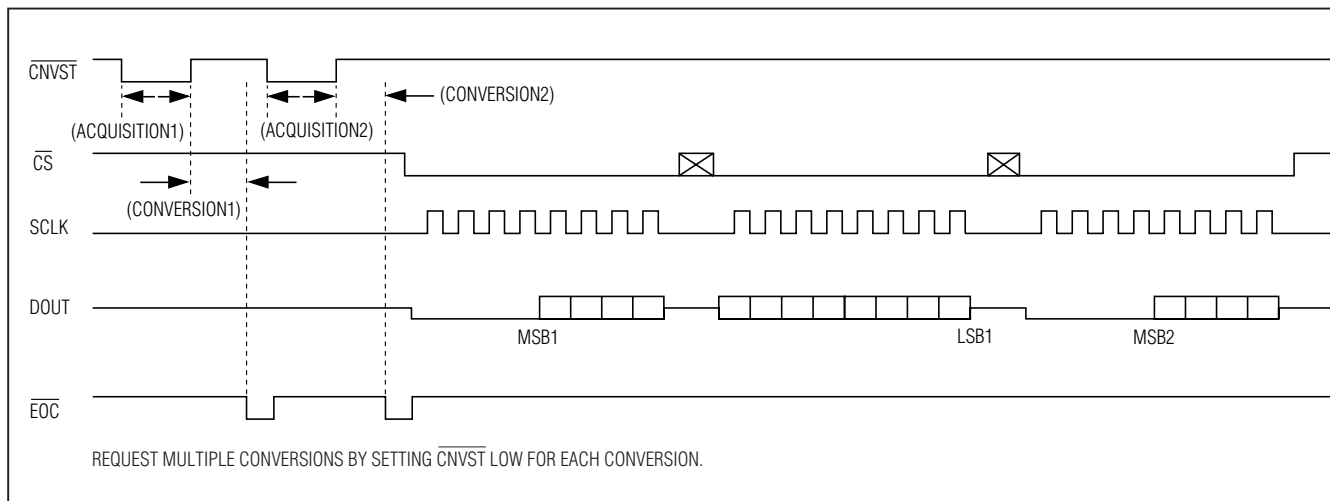 CNVST
(CONVERSION2)
(ACQUISITION1)
(ACQUISITION2)
CS
(CONVERSION1)
SCLK
DOUT
MSB1
LSB1
MSB2
EOC
REQUEST MULTIPLE CONVERSIONS BY SETTING CNVST LOW FOR EACH CONVERSION.